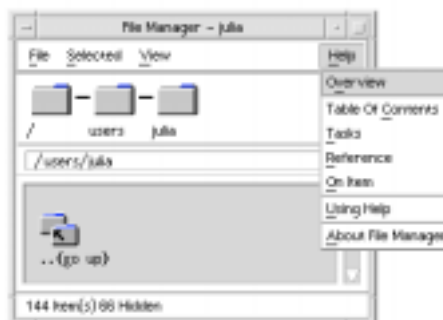 File Manager - julia
File Selected View Help
/ users julia
/users/julia
..(go up)
144 Item(s) 66 Hidden
Overview
Table Of Contents
Tasks
Reference
On Item
Using Help
About File Manager